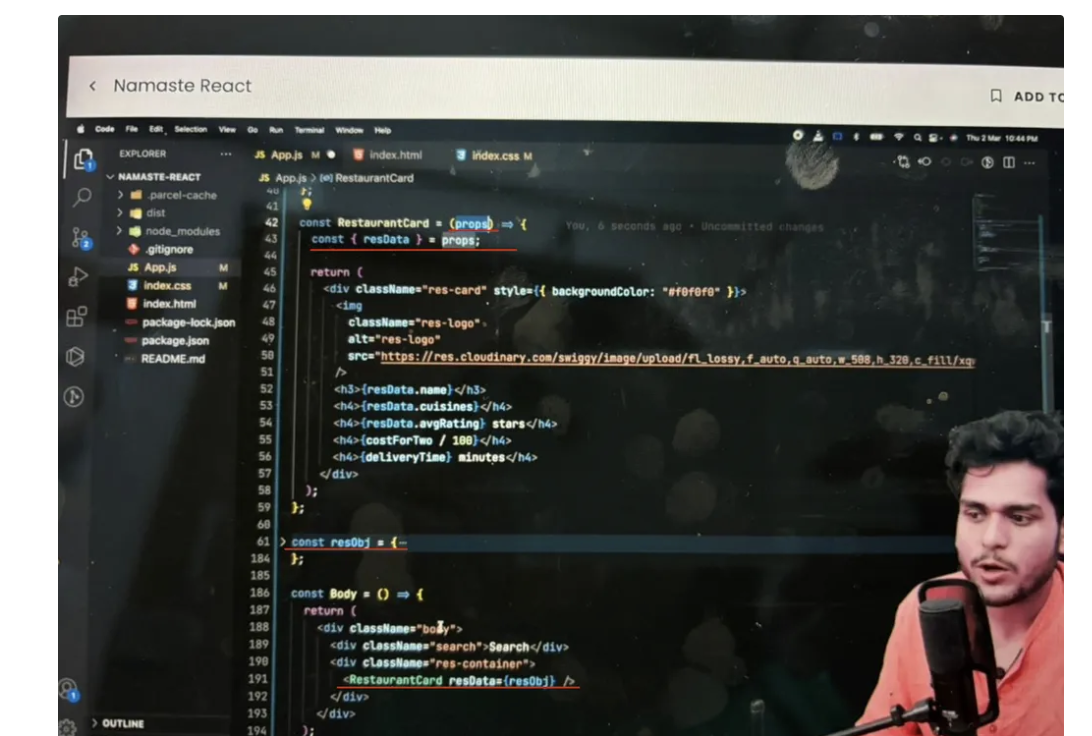 Namaste React
ADD TO
Code File Edit Selection View Go Run Terminal Window Help
Thu 2 Mar 10:44 PM
EXPLORER
NAMASTE-REACT
.parcel-cache
dist
node_modules
.gitignore
JS App.js M
index.css M
index.html
package-lock.json
package.json
README.md
OUTLINE
JS App.js M
index.html
index.css M
JS App.js > RestaurantCard
40 };
41
42 const RestaurantCard = (props) => { You, 6 seconds ago • Uncommitted changes
43 const { resData } = props;
44
45 return (
46 <div className="res-card" style={{ backgroundColor: "#f0f0f0" }}>
47 <img
48 className="res-logo"
49 alt="res-logo"
50 src="https://res.cloudinary.com/swiggy/image/upload/fl_lossy,f_auto,q_auto,w_508,h_320,c_fill/xq
51 />
52 <h3>{resData.name}</h3>
53 <h4>{resData.cuisines}</h4>
54 <h4>{resData.avgRating} stars</h4>
55 <h4>{costForTwo / 100}</h4>
56 <h4>{deliveryTime} minutes</h4>
57 </div>
58 );
59 };
60
61 const resObj = {…
184 };
185
186 const Body = () => {
187 return (
188 <div className="body">
189 <div className="search">Search</div>
190 <div className="res-container">
191 <RestaurantCard resData={resObj} />
192 </div>
193 </div>
194 );